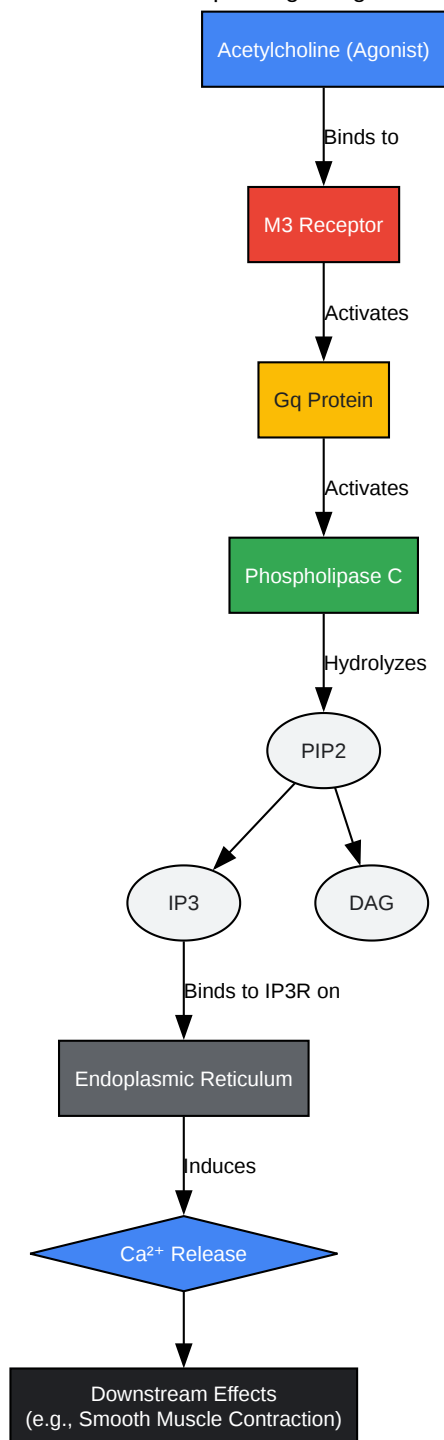 Acetylcholine (Agonist)
Binds to
M3 Receptor
Activates
Gq Protein
Activates
Phospholipase C
Hydrolyzes
PIP2
IP3
DAG
Binds to IP3R on
Endoplasmic Reticulum
Induces
Ca²⁺ Release
Downstream Effects
(e.g., Smooth Muscle Contraction)